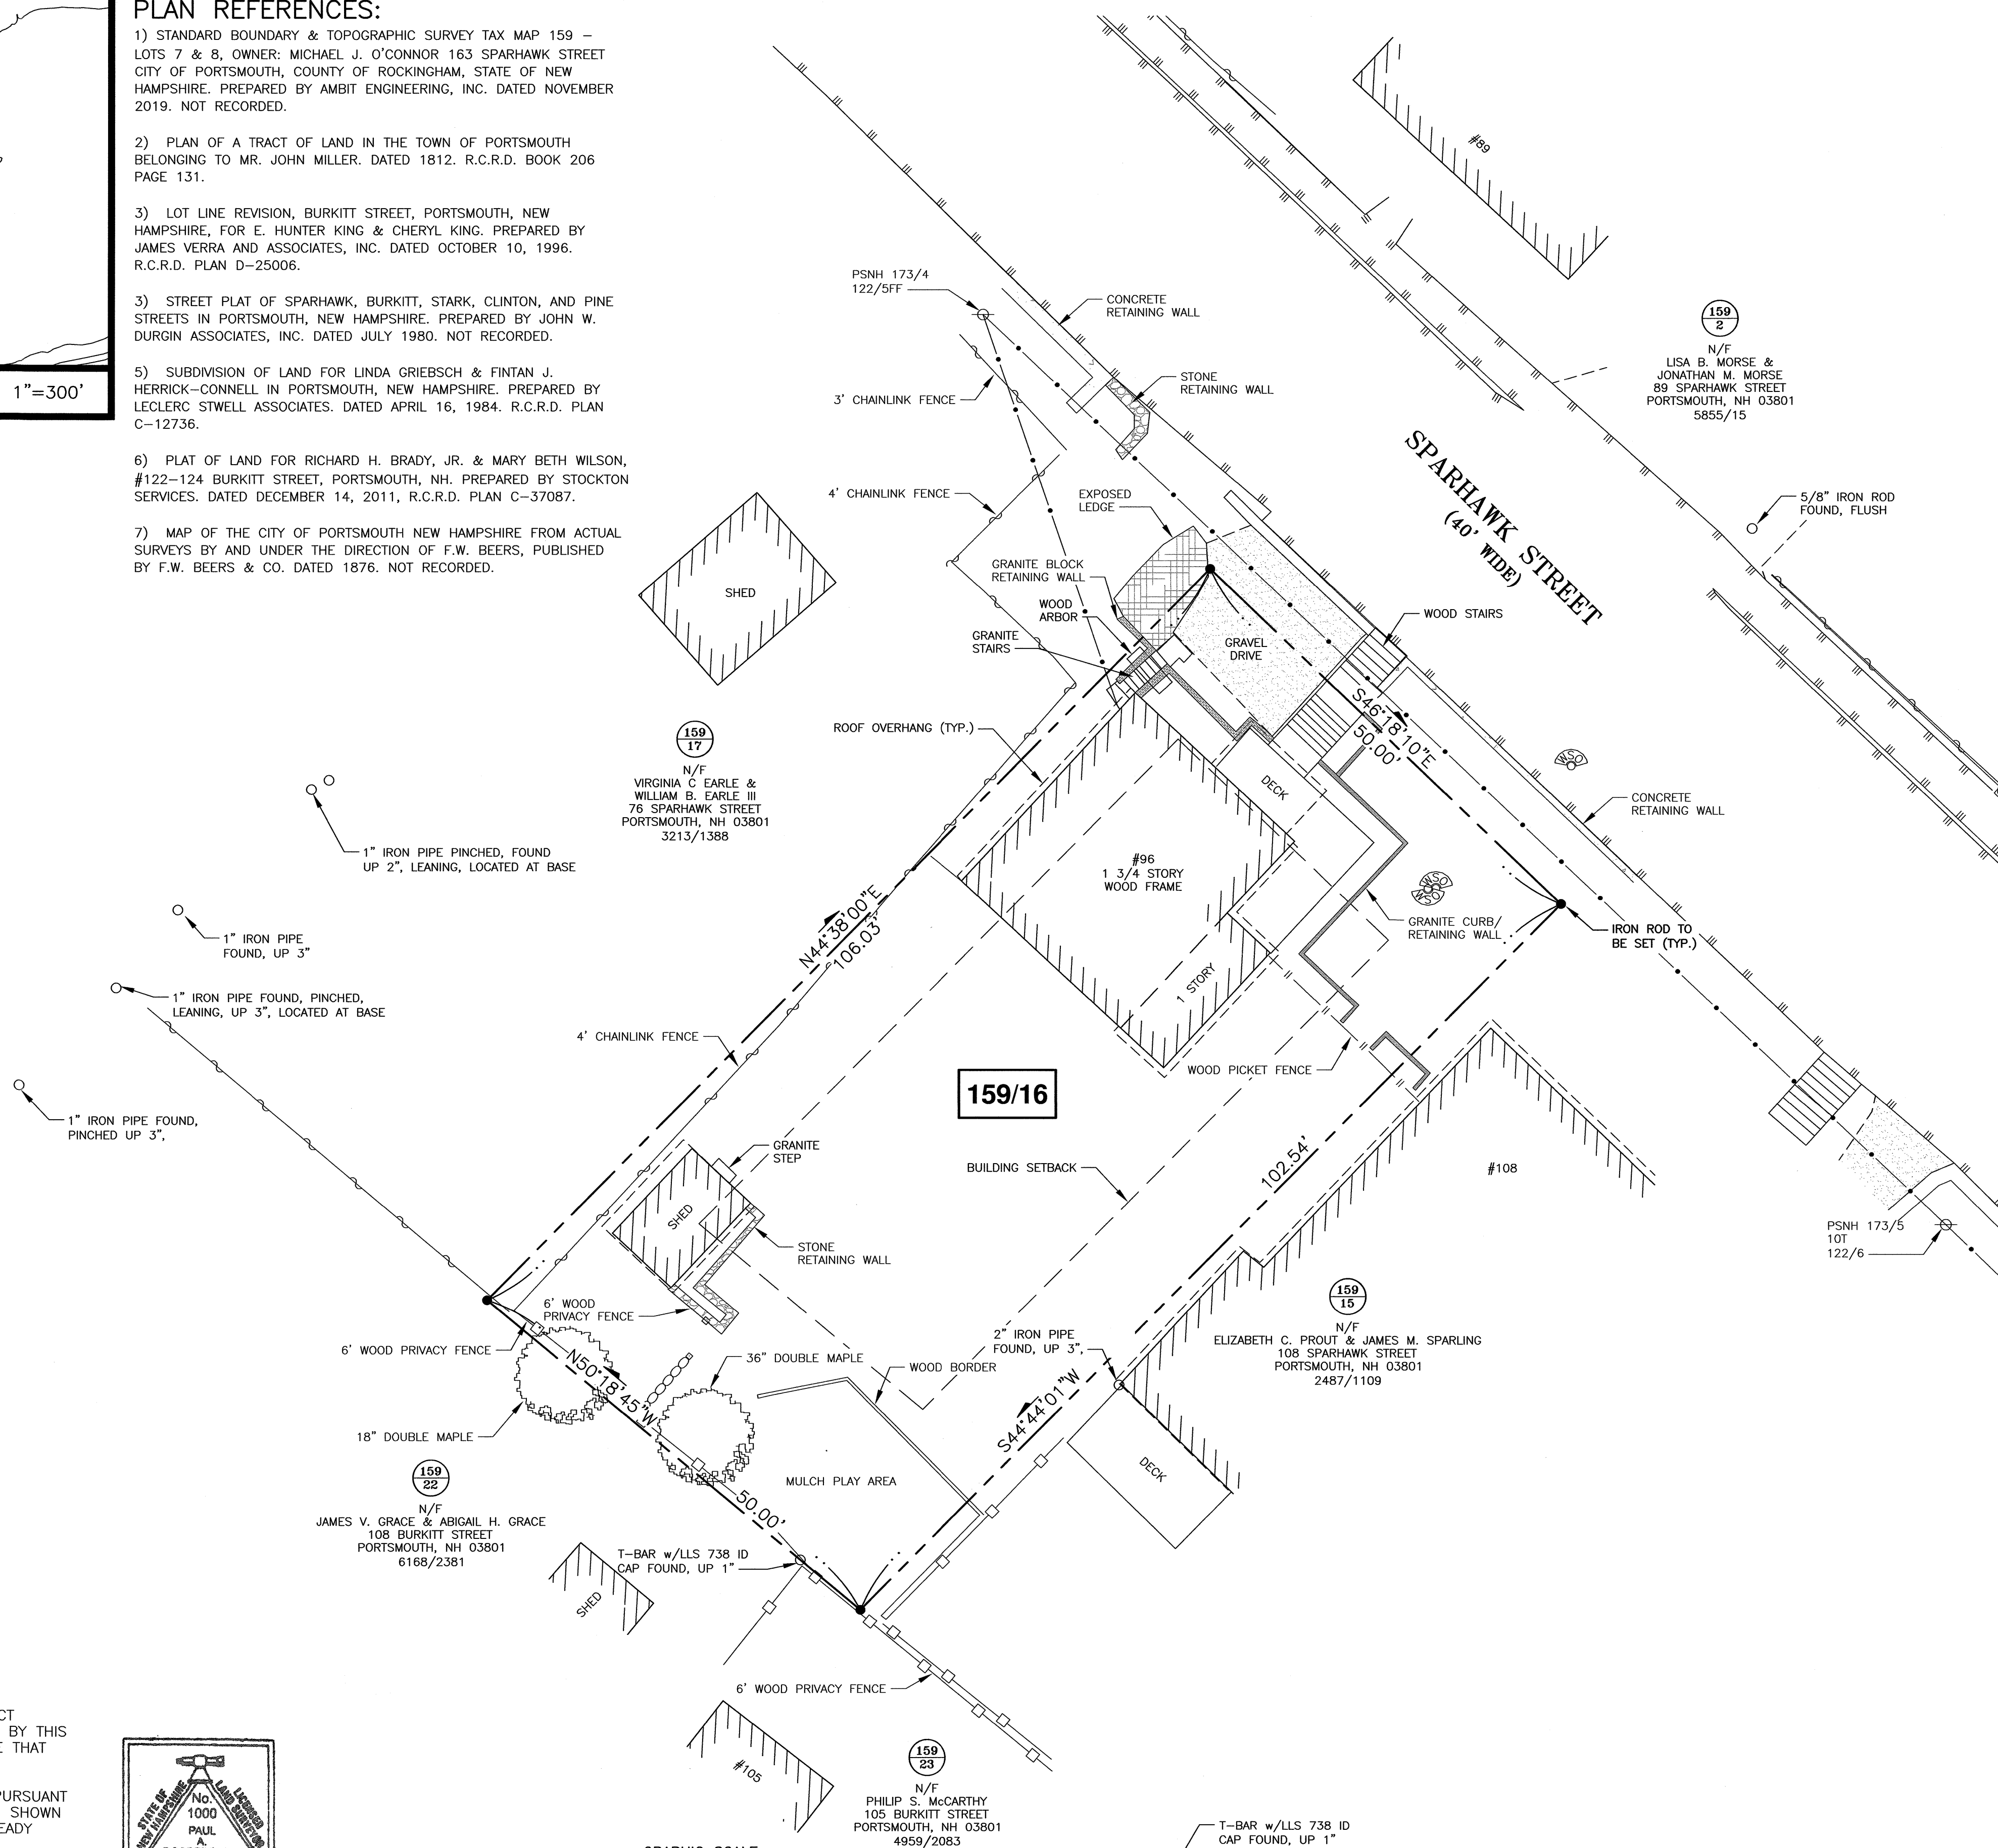 PLAN REFERENCES:
1) STANDARD BOUNDARY & TOPOGRAPHIC SURVEY TAX MAP 159 –
LOTS 7 & 8, OWNER: MICHAEL J. O'CONNOR 163 SPARHAWK STREET
CITY OF PORTSMOUTH, COUNTY OF ROCKINGHAM, STATE OF NEW
HAMPSHIRE. PREPARED BY AMBIT ENGINEERING, INC. DATED NOVEMBER
2019. NOT RECORDED.
2) PLAN OF A TRACT OF LAND IN THE TOWN OF PORTSMOUTH
BELONGING TO MR. JOHN MILLER. DATED 1812. R.C.R.D. BOOK 206
PAGE 131.
3) LOT LINE REVISION, BURKITT STREET, PORTSMOUTH, NEW
HAMPSHIRE, FOR E. HUNTER KING & CHERYL KING. PREPARED BY
JAMES VERRA AND ASSOCIATES, INC. DATED OCTOBER 10, 1996.
R.C.R.D. PLAN D–25006.
3) STREET PLAT OF SPARHAWK, BURKITT, STARK, CLINTON, AND PINE
STREETS IN PORTSMOUTH, NEW HAMPSHIRE. PREPARED BY JOHN W.
DURGIN ASSOCIATES, INC. DATED JULY 1980. NOT RECORDED.
5) SUBDIVISION OF LAND FOR LINDA GRIEBSCH & FINTAN J.
HERRICK–CONNELL IN PORTSMOUTH, NEW HAMPSHIRE. PREPARED BY
LECLERC STWELL ASSOCIATES. DATED APRIL 16, 1984. R.C.R.D. PLAN
C–12736.
6) PLAT OF LAND FOR RICHARD H. BRADY, JR. & MARY BETH WILSON,
#122–124 BURKITT STREET, PORTSMOUTH, NH. PREPARED BY STOCKTON
SERVICES. DATED DECEMBER 14, 2011, R.C.R.D. PLAN C–37087.
7) MAP OF THE CITY OF PORTSMOUTH NEW HAMPSHIRE FROM ACTUAL
SURVEYS BY AND UNDER THE DIRECTION OF F.W. BEERS, PUBLISHED
BY F.W. BEERS & CO. DATED 1876. NOT RECORDED.
1"=300'
#89
PSNH 173/4
122/5FF
CONCRETE
RETAINING WALL
159
2
N/F
LISA B. MORSE &
JONATHAN M. MORSE
89 SPARHAWK STREET
PORTSMOUTH, NH 03801
5855/15
STONE
RETAINING WALL
3' CHAINLINK FENCE
SPARHAWK STREET
(40' WIDE)
4' CHAINLINK FENCE
EXPOSED
LEDGE
5/8" IRON ROD
FOUND, FLUSH
GRANITE BLOCK
RETAINING WALL
SHED
WOOD
ARBOR
WOOD STAIRS
GRANITE
STAIRS
GRAVEL
DRIVE
ROOF OVERHANG (TYP.)
S46°18'10"E
50.00'
159
17
N/F
VIRGINIA C EARLE &
WILLIAM B. EARLE III
76 SPARHAWK STREET
PORTSMOUTH, NH 03801
3213/1388
WSO
DECK
CONCRETE
RETAINING WALL
1" IRON PIPE PINCHED, FOUND
UP 2", LEANING, LOCATED AT BASE
#96
1 3/4 STORY
WOOD FRAME
WSO
WSO
N44°38'00"E
106.03'
GRANITE CURB/
RETAINING WALL
IRON ROD TO
BE SET (TYP.)
1" IRON PIPE
FOUND, UP 3"
1 STORY
1" IRON PIPE FOUND, PINCHED,
LEANING, UP 3", LOCATED AT BASE
4' CHAINLINK FENCE
WOOD PICKET FENCE
159/16
1" IRON PIPE FOUND,
PINCHED UP 3",
GRANITE
STEP
BUILDING SETBACK
102.54'
#108
SHED
STONE
RETAINING WALL
PSNH 173/5
10T
122/6
6' WOOD
PRIVACY FENCE
159
15
N/F
ELIZABETH C. PROUT & JAMES M. SPARLING
108 SPARHAWK STREET
PORTSMOUTH, NH 03801
2487/1109
2" IRON PIPE
FOUND, UP 3",
6' WOOD PRIVACY FENCE
36" DOUBLE MAPLE
WOOD BORDER
N50°18'45"W
50.00'
S44°44'01"W
18" DOUBLE MAPLE
DECK
MULCH PLAY AREA
159
22
N/F
JAMES V. GRACE & ABIGAIL H. GRACE
108 BURKITT STREET
PORTSMOUTH, NH 03801
6168/2381
T–BAR w/LLS 738 ID
CAP FOUND, UP 1"
SHED
6' WOOD PRIVACY FENCE
#105
159
23
N/F
PHILIP S. McCARTHY
105 BURKITT STREET
PORTSMOUTH, NH 03801
4959/2083
BY THIS
THAT
PURSUANT
SHOWN
STATE OF
NEW HAMPSHIRE
LICENSED
LAND SURVEYOR
No.
1000
PAUL
A.
T–BAR w/LLS 738 ID
CAP FOUND, UP 1"